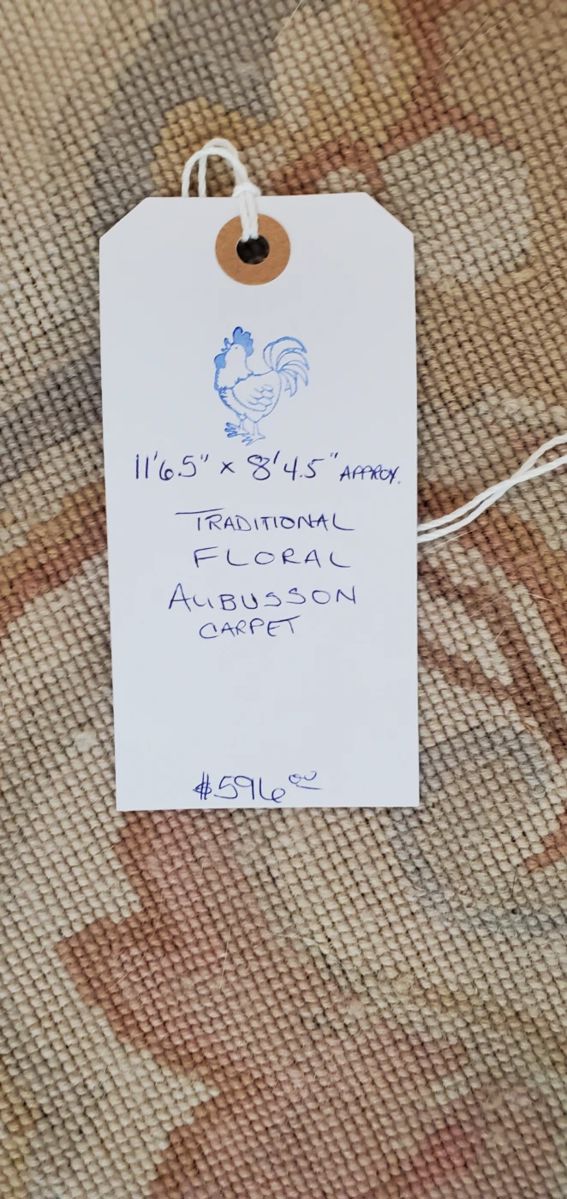 11'6.5" x 8'4.5" APPROX.
TRADITIONAL
FLORAL
AUBUSSON
CARPET
$596.00